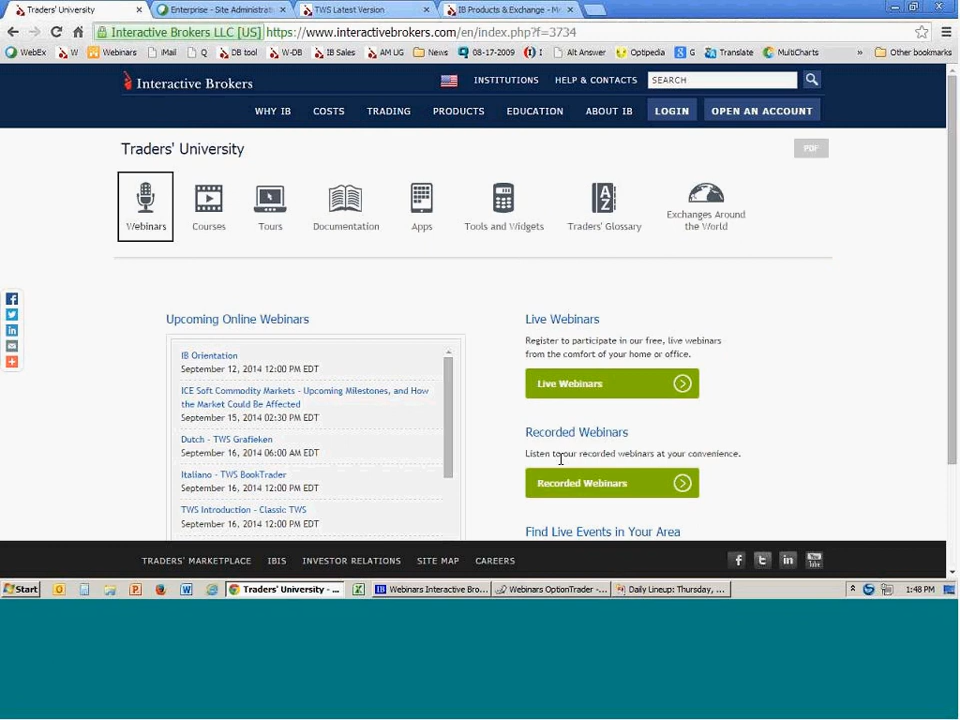 Traders' University
Enterprise - Site Administrat
TWS Latest Version
IB Products & Exchange - M
Interactive Brokers LLC [US] https://www.interactivebrokers.com/en/index.php?f=3734
WebEx W Webinars iMail Q DB tool W-DB IB Sales AM UG News 08-17-2009 I Alt Answer Optipedia G Translate MultiCharts » Other bookmarks
Interactive Brokers
INSTITUTIONS HELP & CONTACTS SEARCH
WHY IB COSTS TRADING PRODUCTS EDUCATION ABOUT IB LOGIN OPEN AN ACCOUNT
Traders' University
PDF
Webinars
Courses
Tours
Documentation
Apps
Tools and Widgets
A Z
Traders' Glossary
Exchanges Around
the World
Upcoming Online Webinars
IB Orientation
September 12, 2014 12:00 PM EDT
ICE Soft Commodity Markets - Upcoming Milestones, and How
the Market Could Be Affected
September 15, 2014 02:30 PM EDT
Dutch - TWS Grafieken
September 16, 2014 06:00 AM EDT
Italiano - TWS BookTrader
September 16, 2014 12:00 PM EDT
TWS Introduction - Classic TWS
September 16, 2014 12:00 PM EDT
Live Webinars
Register to participate in our free, live webinars
from the comfort of your home or office.
Live Webinars
Recorded Webinars
Listen to our recorded webinars at your convenience.
Recorded Webinars
Find Live Events in Your Area
TRADERS' MARKETPLACE IBIS INVESTOR RELATIONS SITE MAP CAREERS
Start
Traders' University - ...
Webinars Interactive Bro...
Webinars OptionTrader -...
Daily Lineup: Thursday, ...
1:48 PM